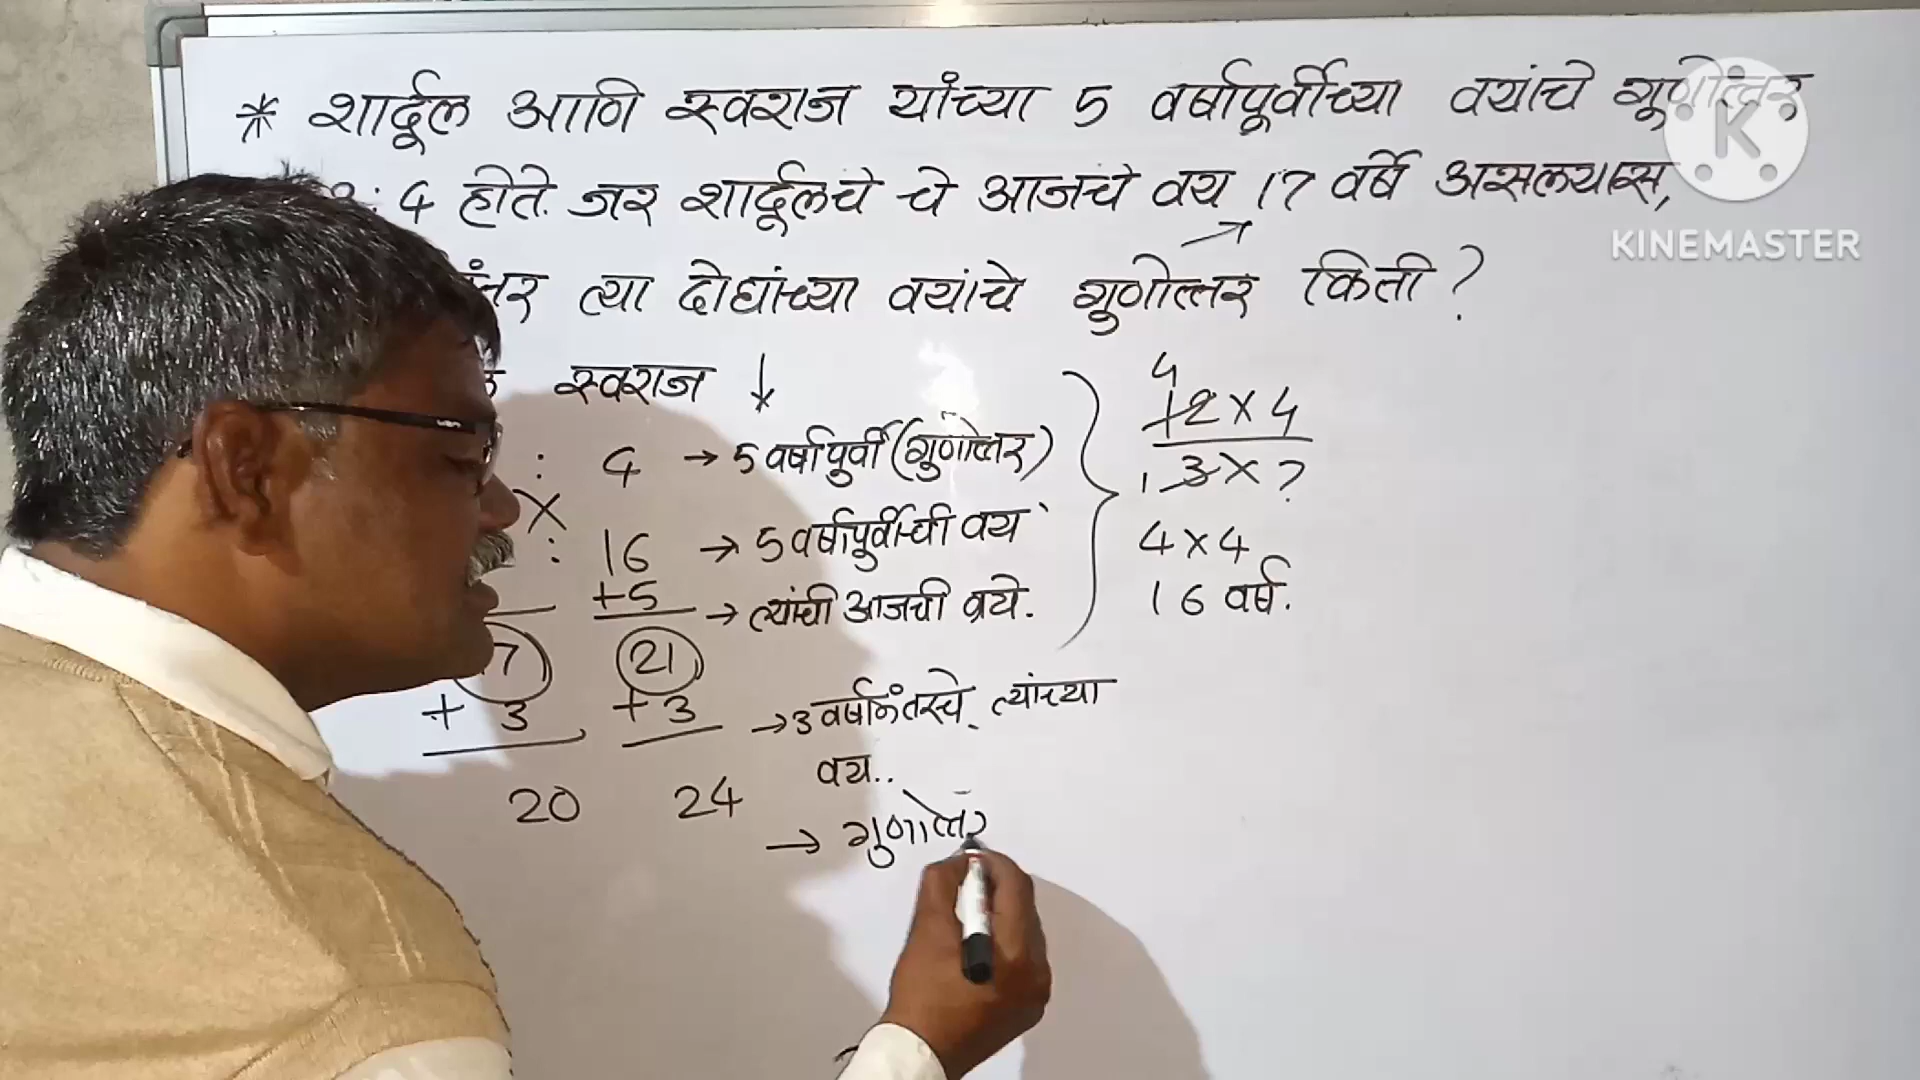 * शार्दूल आणि स्वराज यांच्या 5 वर्षापूर्वीच्या वयांचे गुणोत्तर
: 4 होते. जर शार्दूलचे चे आजचे वय 17 वर्षे असल्यास,
त्या दोघांच्या वयांचे गुणोत्तर किती?
स्वराज ↓
: 4 → 5 वर्षापुर्वी (गुणोत्तर)
: 16 → 5 वर्षापुर्वीची वय
+5 → त्यांची आजची वये.
7 21
+3 +3 → 3 वर्षानंतरचे त्यांच्या
वय..
20 24
→ गुणोत्तर
4
12 × 4
1 3 × ?
4 × 4
16 वर्ष.
K
KINEMASTER